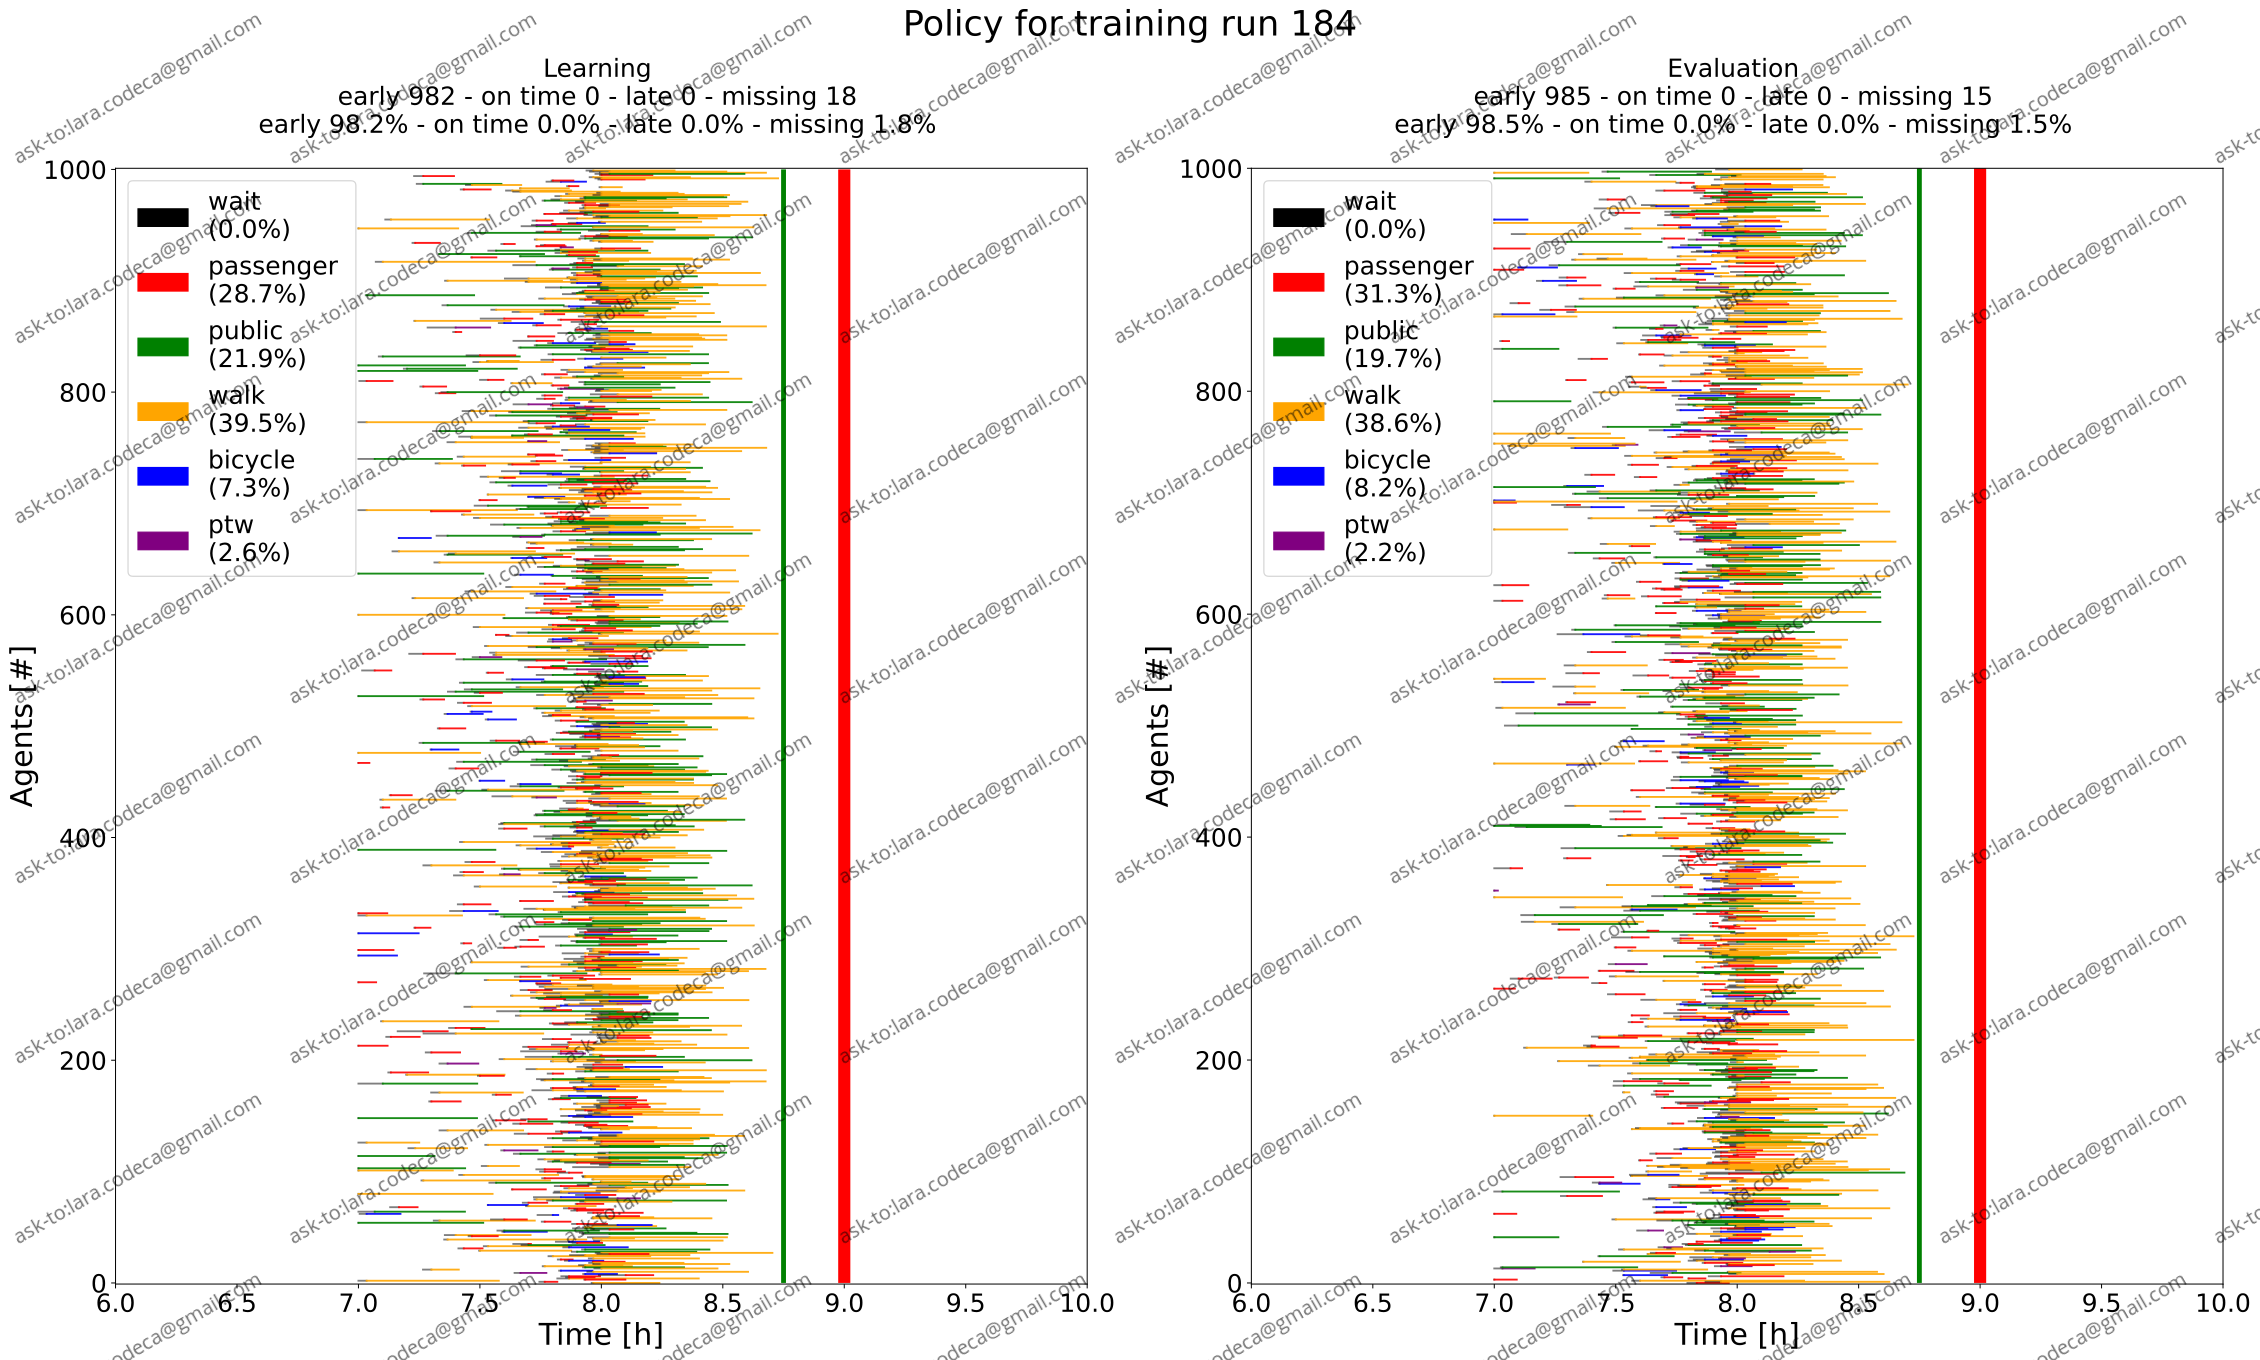 Policy for training run 184
Learning
early 982 - on time 0 - late 0 - missing 18
early 98.2% - on time 0.0% - late 0.0% - missing 1.8%
Agents [#]
1000
800
600
400
200
0
wait
(0.0%)
passenger
(28.7%)
public
(21.9%)
walk
(39.5%)
bicycle
(7.3%)
ptw
(2.6%)
6.0 6.5 7.0 7.5 8.0 8.5 9.0 9.5 10.0
Time [h]
Evaluation
early 985 - on time 0 - late 0 - missing 15
early 98.5% - on time 0.0% - late 0.0% - missing 1.5%
Agents [#]
1000
800
600
400
200
0
wait
(0.0%)
passenger
(31.3%)
public
(19.7%)
walk
(38.6%)
bicycle
(8.2%)
ptw
(2.2%)
6.0 6.5 7.0 7.5 8.0 8.5 9.0 9.5 10.0
Time [h]
ask-to:lara.codeca@gmail.com